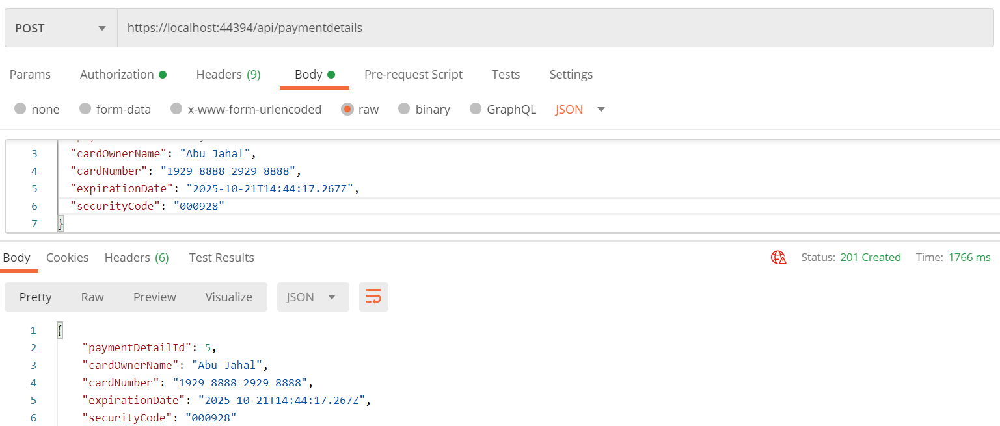 POST https://localhost:44394/api/paymentdetails
Params Authorization Headers (9) Body Pre-request Script Tests Settings
none form-data x-www-form-urlencoded raw binary GraphQL JSON
3 "cardOwnerName": "Abu Jahal",
4 "cardNumber": "1929 8888 2929 8888",
5 "expirationDate": "2025-10-21T14:44:17.267Z",
6 "securityCode": "000928"
7 }
Body Cookies Headers (6) Test Results Status: 201 Created Time: 1766 ms
Pretty Raw Preview Visualize JSON
1 {
2 "paymentDetailId": 5,
3 "cardOwnerName": "Abu Jahal",
4 "cardNumber": "1929 8888 2929 8888",
5 "expirationDate": "2025-10-21T14:44:17.267Z",
6 "securityCode": "000928"